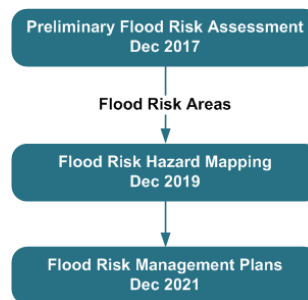 Preliminary Flood Risk Assessment
Dec 2017
Flood Risk Areas
Flood Risk Hazard Mapping
Dec 2019
Flood Risk Management Plans
Dec 2021